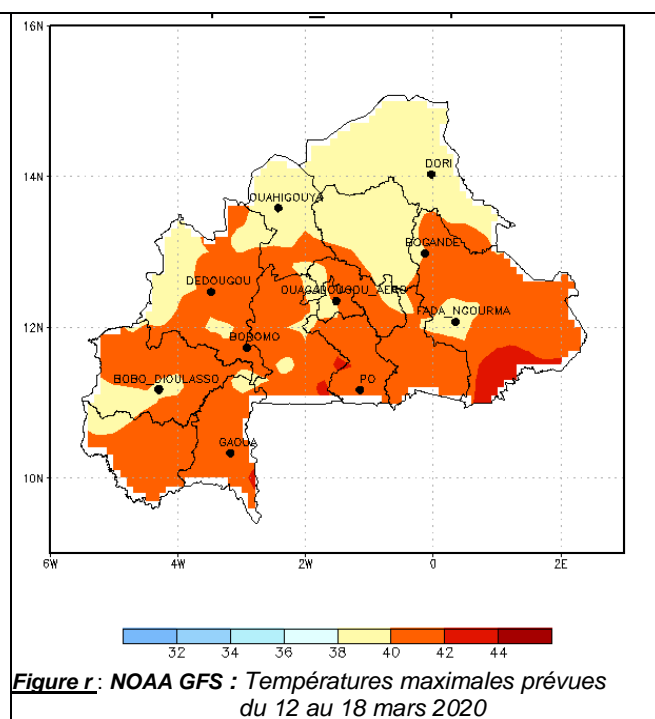 16N
14N
12N
10N
6W 4W 2W 0 2E
DORI
OUAHIGOUYA
BOGANDE
DEDOUGOU
OUAGADOUGOU_AERO
FADA_NGOURMA
BOROMO
BOBO_DIOULASSO
PO
GAOUA
32 34 36 38 40 42 44
Figure r : NOAA GFS : Températures maximales prévues
du 12 au 18 mars 2020